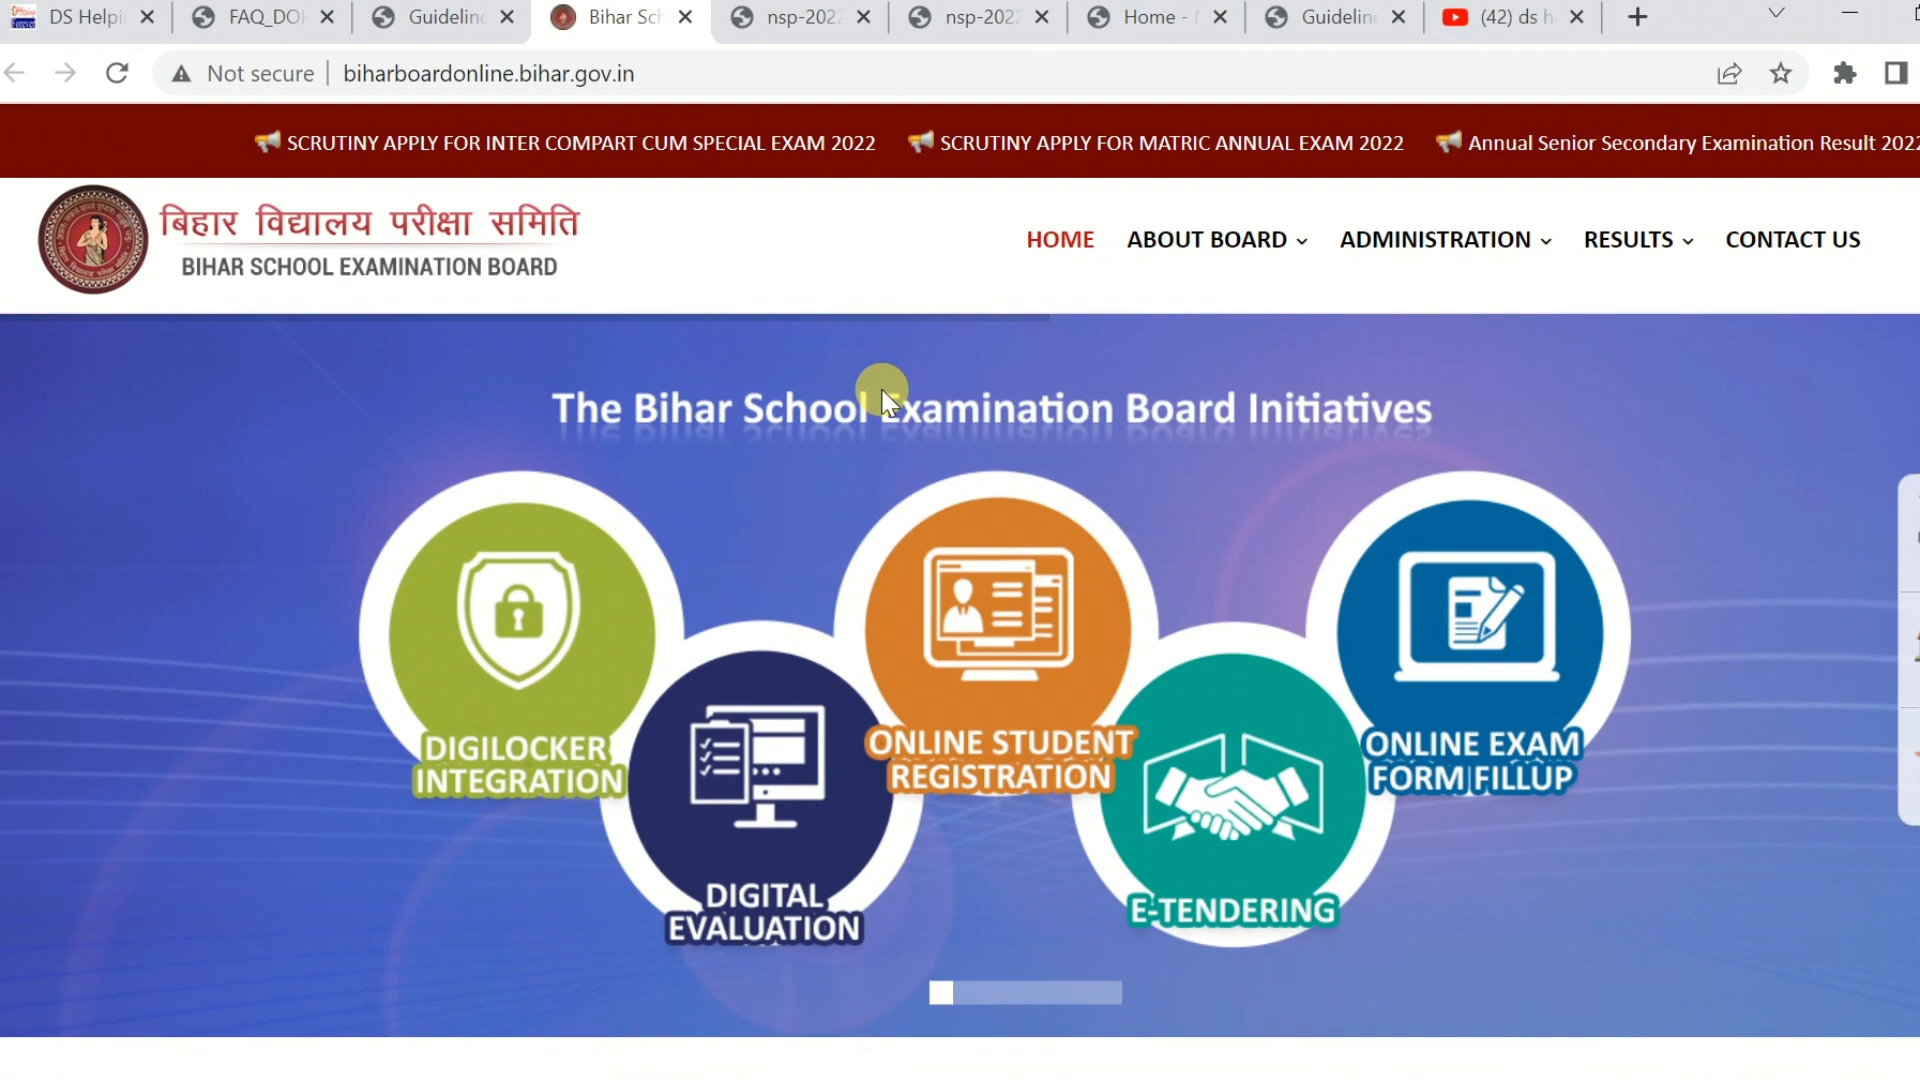 DS Helpi
FAQ_DO
Guideline
Bihar Sch
nsp-202
nsp-202
Home -
Guideline
(42) ds h
Not secure
biharboardonline.bihar.gov.in
SCRUTINY APPLY FOR INTER COMPART CUM SPECIAL EXAM 2022
SCRUTINY APPLY FOR MATRIC ANNUAL EXAM 2022
Annual Senior Secondary Examination Result 2022
बिहार विद्यालय परीक्षा समिति
BIHAR SCHOOL EXAMINATION BOARD
HOME
ABOUT BOARD
ADMINISTRATION
RESULTS
CONTACT US
The Bihar School Examination Board Initiatives
DIGILOCKER
INTEGRATION
DIGITAL
EVALUATION
ONLINE STUDENT
REGISTRATION
E-TENDERING
ONLINE EXAM
FORM FILLUP